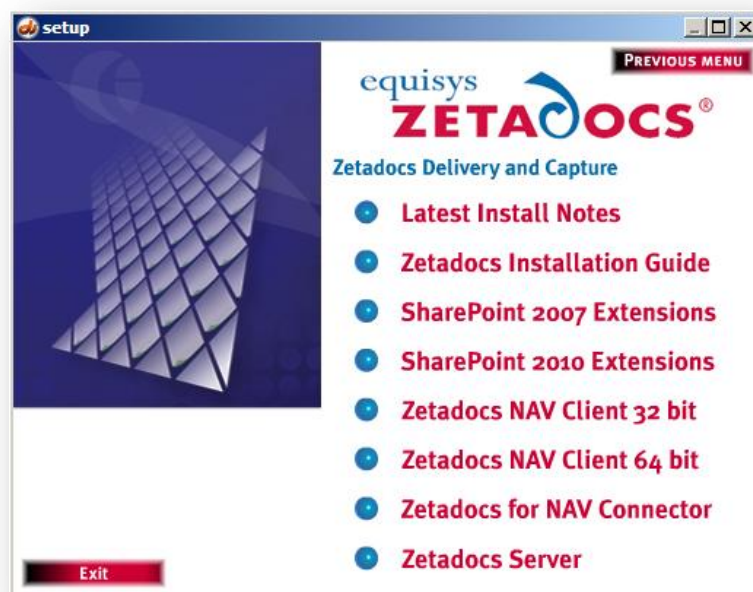 setup
PREVIOUS MENU
equisys
ZETADOCS®
Zetadocs Delivery and Capture
Latest Install Notes
Zetadocs Installation Guide
SharePoint 2007 Extensions
SharePoint 2010 Extensions
Zetadocs NAV Client 32 bit
Zetadocs NAV Client 64 bit
Zetadocs for NAV Connector
Zetadocs Server
Exit